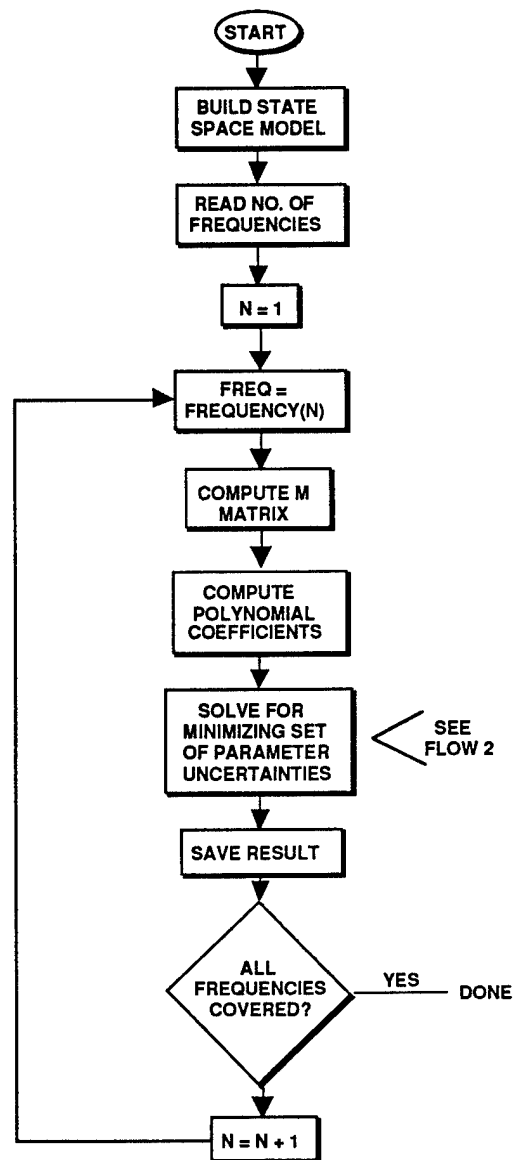 START
BUILD STATE
SPACE MODEL
READ NO. OF
FREQUENCIES
N = 1
FREQ =
FREQUENCY(N)
COMPUTE M
MATRIX
COMPUTE
POLYNOMIAL
COEFFICIENTS
SOLVE FOR
MINIMIZING SET
OF PARAMETER
UNCERTAINTIES
SEE
FLOW 2
SAVE RESULT
ALL
FREQUENCIES
COVERED?
YES
DONE
N = N + 1